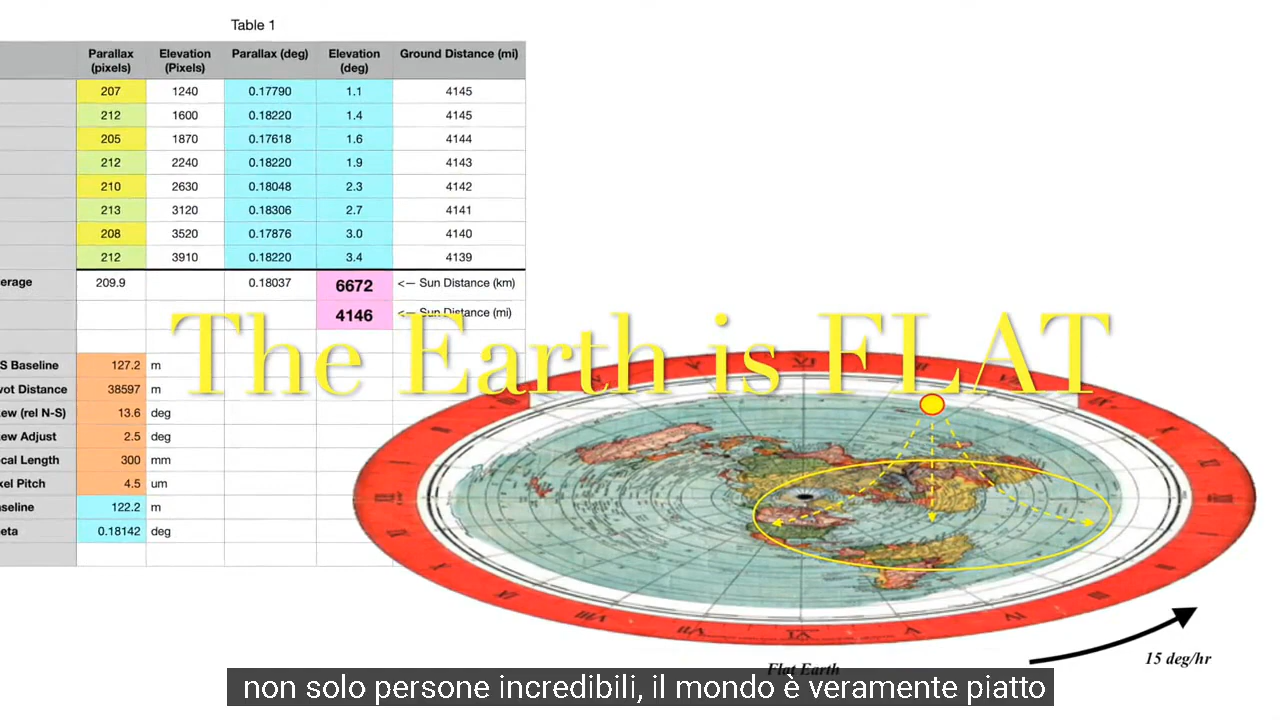 Table 1
Parallax (pixels) Elevation (Pixels) Parallax (deg) Elevation (deg) Ground Distance (mi)
207 1240 0.17790 1.1 4145
212 1600 0.18220 1.4 4145
205 1870 0.17618 1.6 4144
212 2240 0.18220 1.9 4143
210 2630 0.18048 2.3 4142
213 3120 0.18306 2.7 4141
208 3520 0.17876 3.0 4140
212 3910 0.18220 3.4 4139
erage 209.9 0.18037 6672 <— Sun Distance (km)
4146 <— Sun Distance (mi)
The Earth is FLAT
S Baseline 127.2 m
vot Distance 38597 m
kew (rel N-S) 13.6 deg
kew Adjust 2.5 deg
ocal Length 300 mm
ixel Pitch 4.5 um
aseline 122.2 m
eta 0.18142 deg
15 deg/hr
Flat Earth
non solo persone incredibili, il mondo è veramente piatto